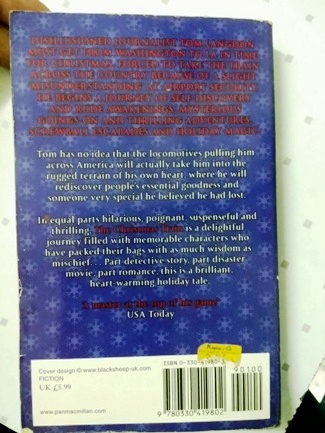 DISILLUSIONED JOURNALIST TOM LANGDON
MUST GET FROM WASHINGTON TO LA IN TIME
FOR CHRISTMAS. FORCED TO TAKE THE TRAIN
ACROSS THE COUNTRY BECAUSE OF A SLIGHT
MISUNDERSTANDING AT AIRPORT SECURITY,
HE BEGINS A JOURNEY OF SELF-DISCOVERY
AND RUDE AWAKENINGS, MYSTERIOUS
GOINGS-ON AND THRILLING ADVENTURES,
SCREWBALL ESCAPADES AND HOLIDAY MAGIC.
Tom has no idea that the locomotives pulling him
across America will actually take him into the
rugged terrain of his own heart, where he will
rediscover people's essential goodness and
someone very special he believed he had lost.
In equal parts hilarious, poignant, suspenseful and
thrilling, The Christmas Train is a delightful
journey filled with memorable characters who
have packed their bags with as much wisdom as
mischief... Part detective story, part disaster
movie, part romance, this is a brilliant,
heart-warming holiday tale.
'A master at the top of his game'
USA Today
Cover design © www.blacksheep-uk.com
FICTION
UK £5.99
www.panmacmillan.com
ISBN 0-330-41980-
90100
9 780330 419802